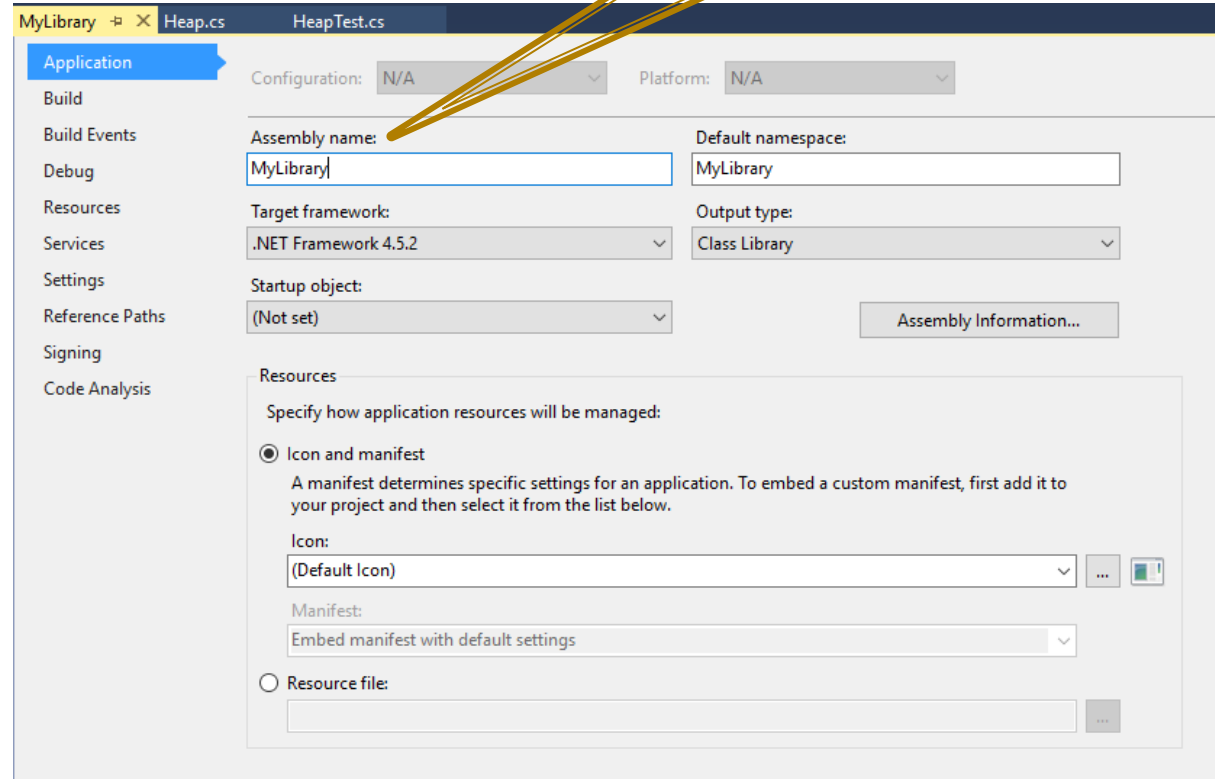 MyLibrary Heap.cs HeapTest.cs
Application
Build
Build Events
Debug
Resources
Services
Settings
Reference Paths
Signing
Code Analysis
Configuration: N/A Platform: N/A
Assembly name: Default namespace:
MyLibrary MyLibrary
Target framework: Output type:
.NET Framework 4.5.2 Class Library
Startup object:
(Not set) Assembly Information...
Resources
Specify how application resources will be managed:
Icon and manifest
A manifest determines specific settings for an application. To embed a custom manifest, first add it to
your project and then select it from the list below.
Icon:
(Default Icon) ...
Manifest:
Embed manifest with default settings
Resource file:
...